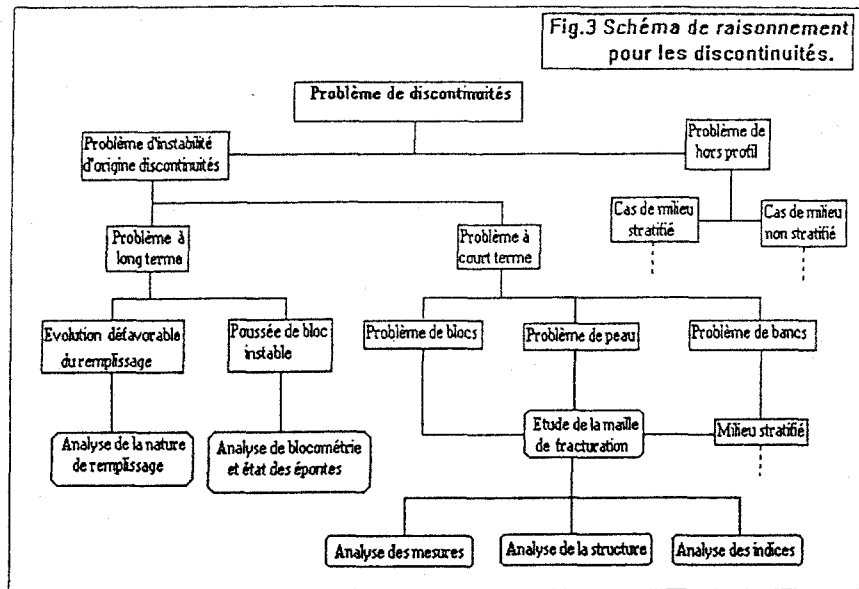 Fig.3 Schéma de raisonnement
pour les discontinuités.
Problème de discontinuités
Problème d'instabilité
d'origine discontinuités
Problème de
hors profil
Cas de milieu
stratifié
Cas de milieu
non stratifié
Problème à
long terme
Problème à
court terme
Evolution défavorable
du remplissage
Poussée de bloc
instable
Problème de blocs
Problème de peau
Problème de bancs
Analyse de la nature
de remplissage
Analyse de blocométrie
et état des épontes
Etude de la maille
de fracturation
Milieu stratifié
Analyse des mesures
Analyse de la structure
Analyse des indices